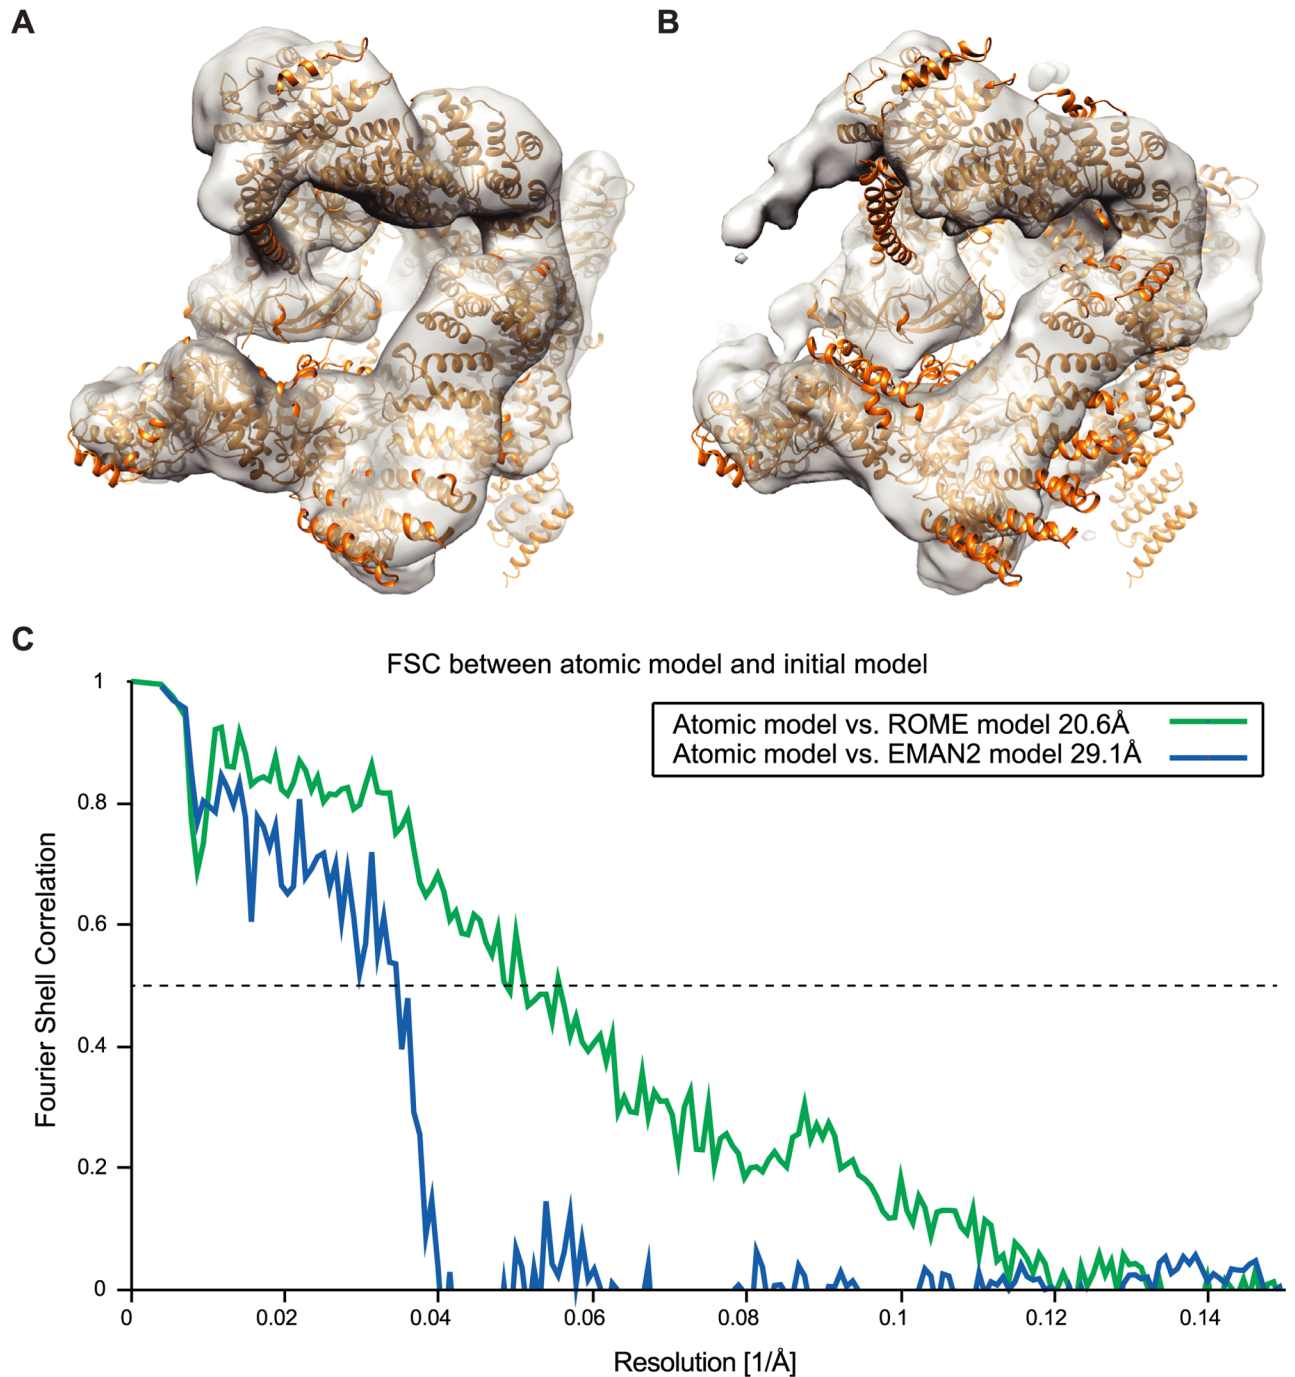 A
B
C
FSC between atomic model and initial model
Atomic model vs. ROME model 20.6Å
Atomic model vs. EMAN2 model 29.1Å
1
0.8
0.6
0.4
0.2
0
Fourier Shell Correlation
0
0.02
0.04
0.06
0.08
0.1
0.12
0.14
Resolution [1/Å]